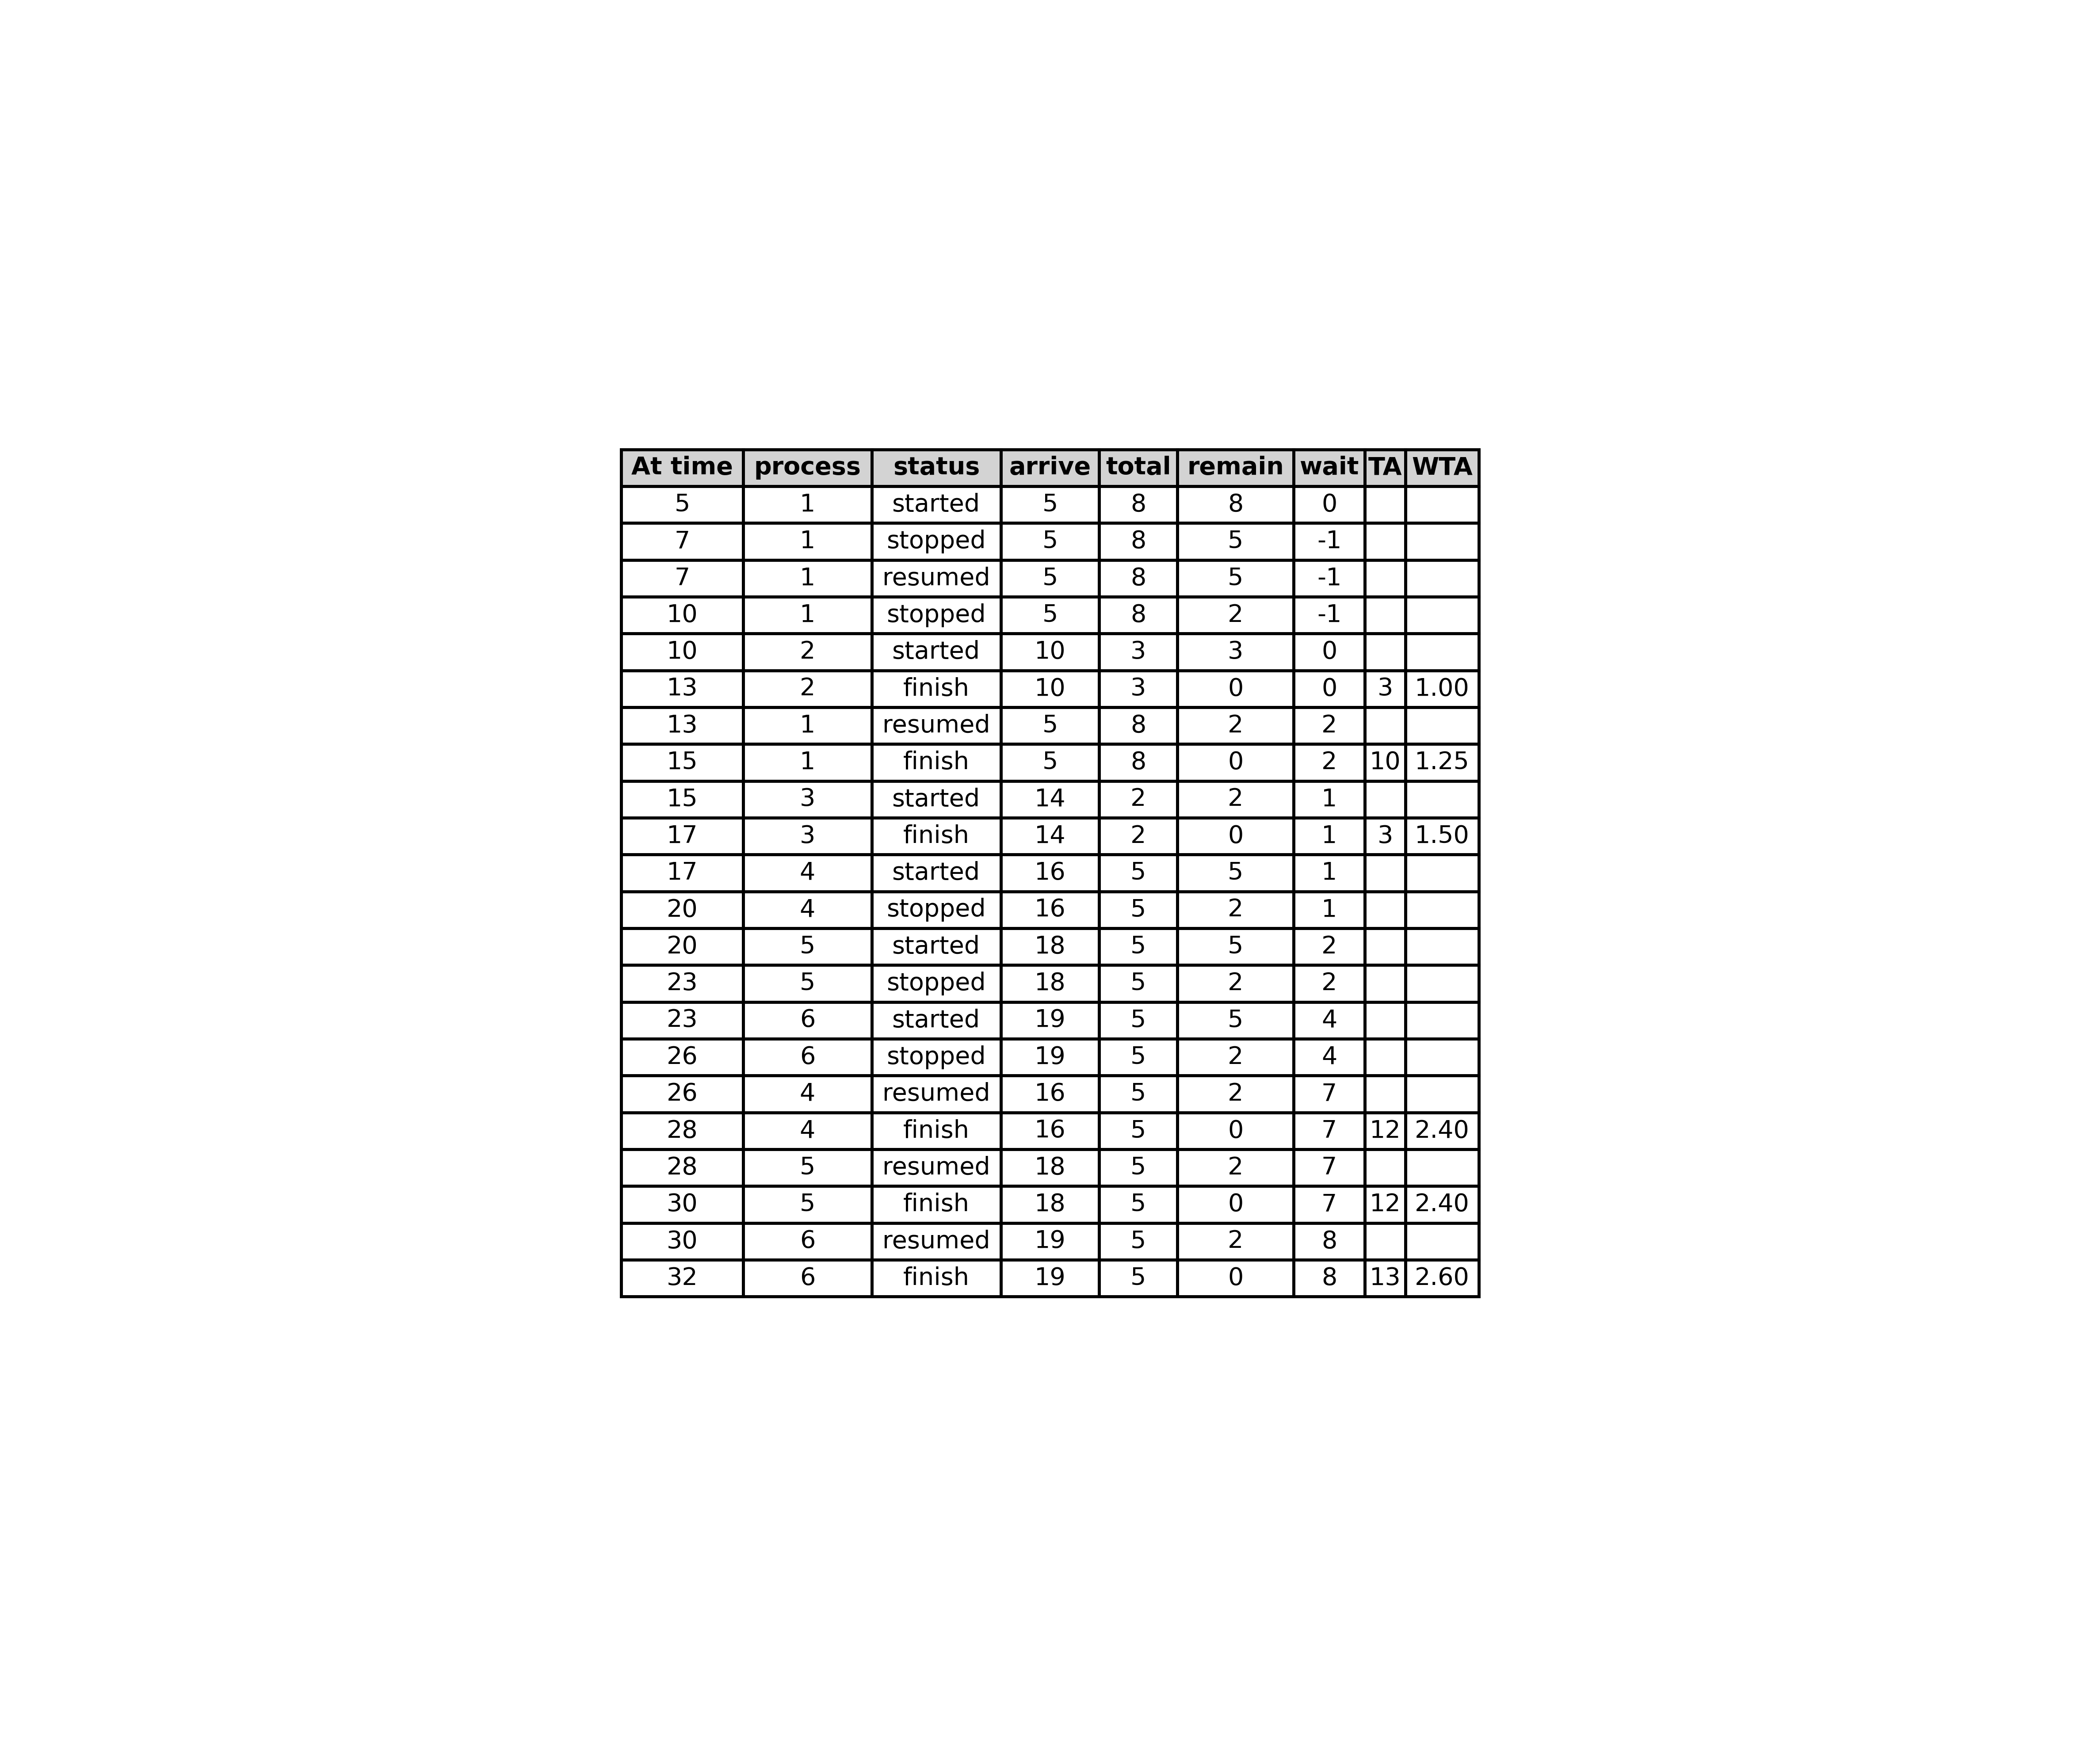 At time process status arrive total remain wait TA WTA
5 1 started 5 8 8 0
7 1 stopped 5 8 5 -1
7 1 resumed 5 8 5 -1
10 1 stopped 5 8 2 -1
10 2 started 10 3 3 0
13 2 finish 10 3 0 0 3 1.00
13 1 resumed 5 8 2 2
15 1 finish 5 8 0 2 10 1.25
15 3 started 14 2 2 1
17 3 finish 14 2 0 1 3 1.50
17 4 started 16 5 5 1
20 4 stopped 16 5 2 1
20 5 started 18 5 5 2
23 5 stopped 18 5 2 2
23 6 started 19 5 5 4
26 6 stopped 19 5 2 4
26 4 resumed 16 5 2 7
28 4 finish 16 5 0 7 12 2.40
28 5 resumed 18 5 2 7
30 5 finish 18 5 0 7 12 2.40
30 6 resumed 19 5 2 8
32 6 finish 19 5 0 8 13 2.60